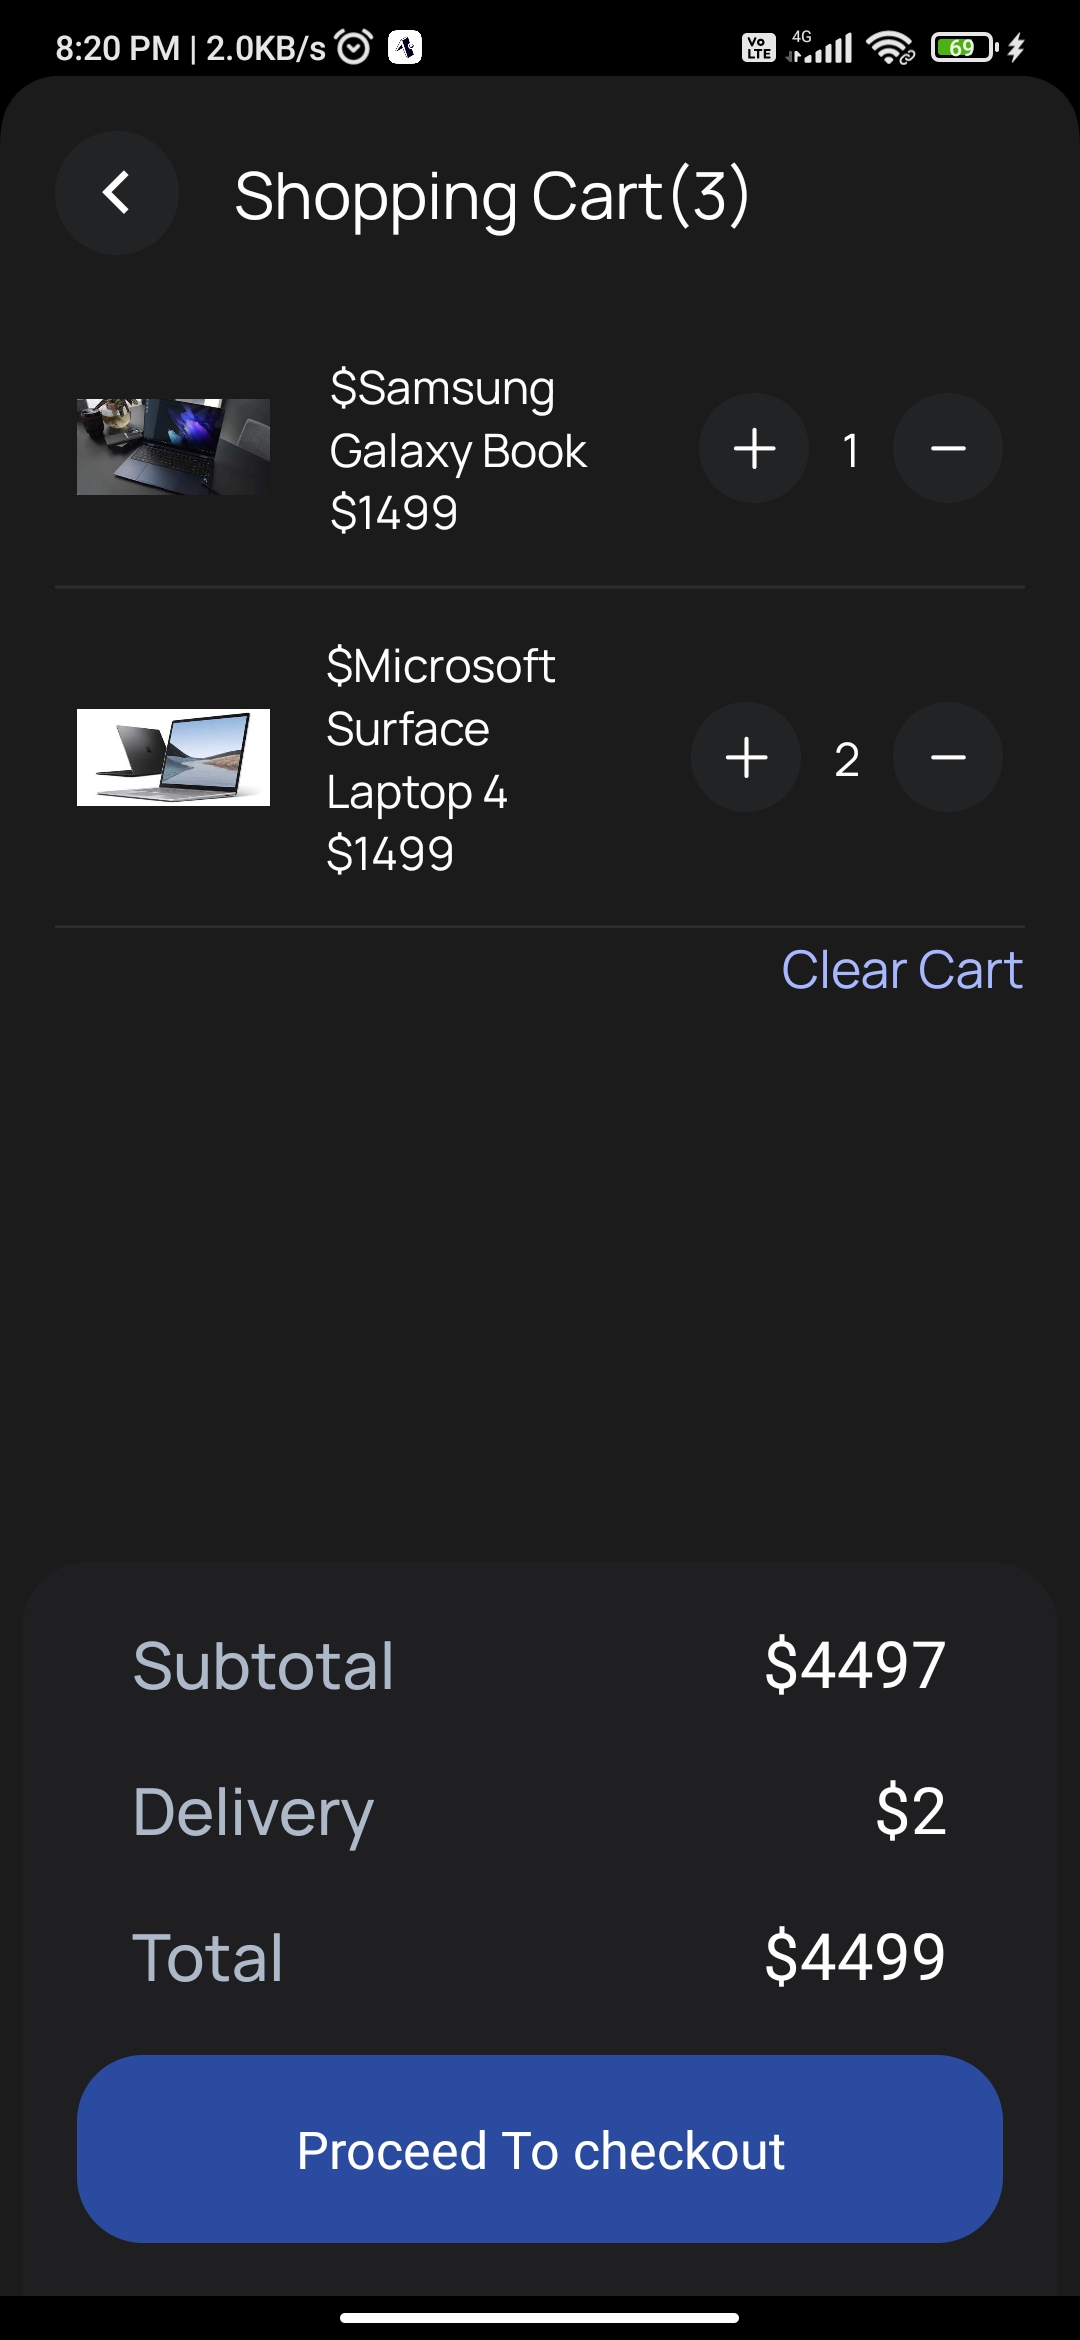 8:20 PM | 2.0KB/s
Vo LTE 4G 69
Shopping Cart(3)
$Samsung
Galaxy Book
$1499
1
$Microsoft
Surface
Laptop 4
$1499
2
Clear Cart
Subtotal $4497
Delivery $2
Total $4499
Proceed To checkout